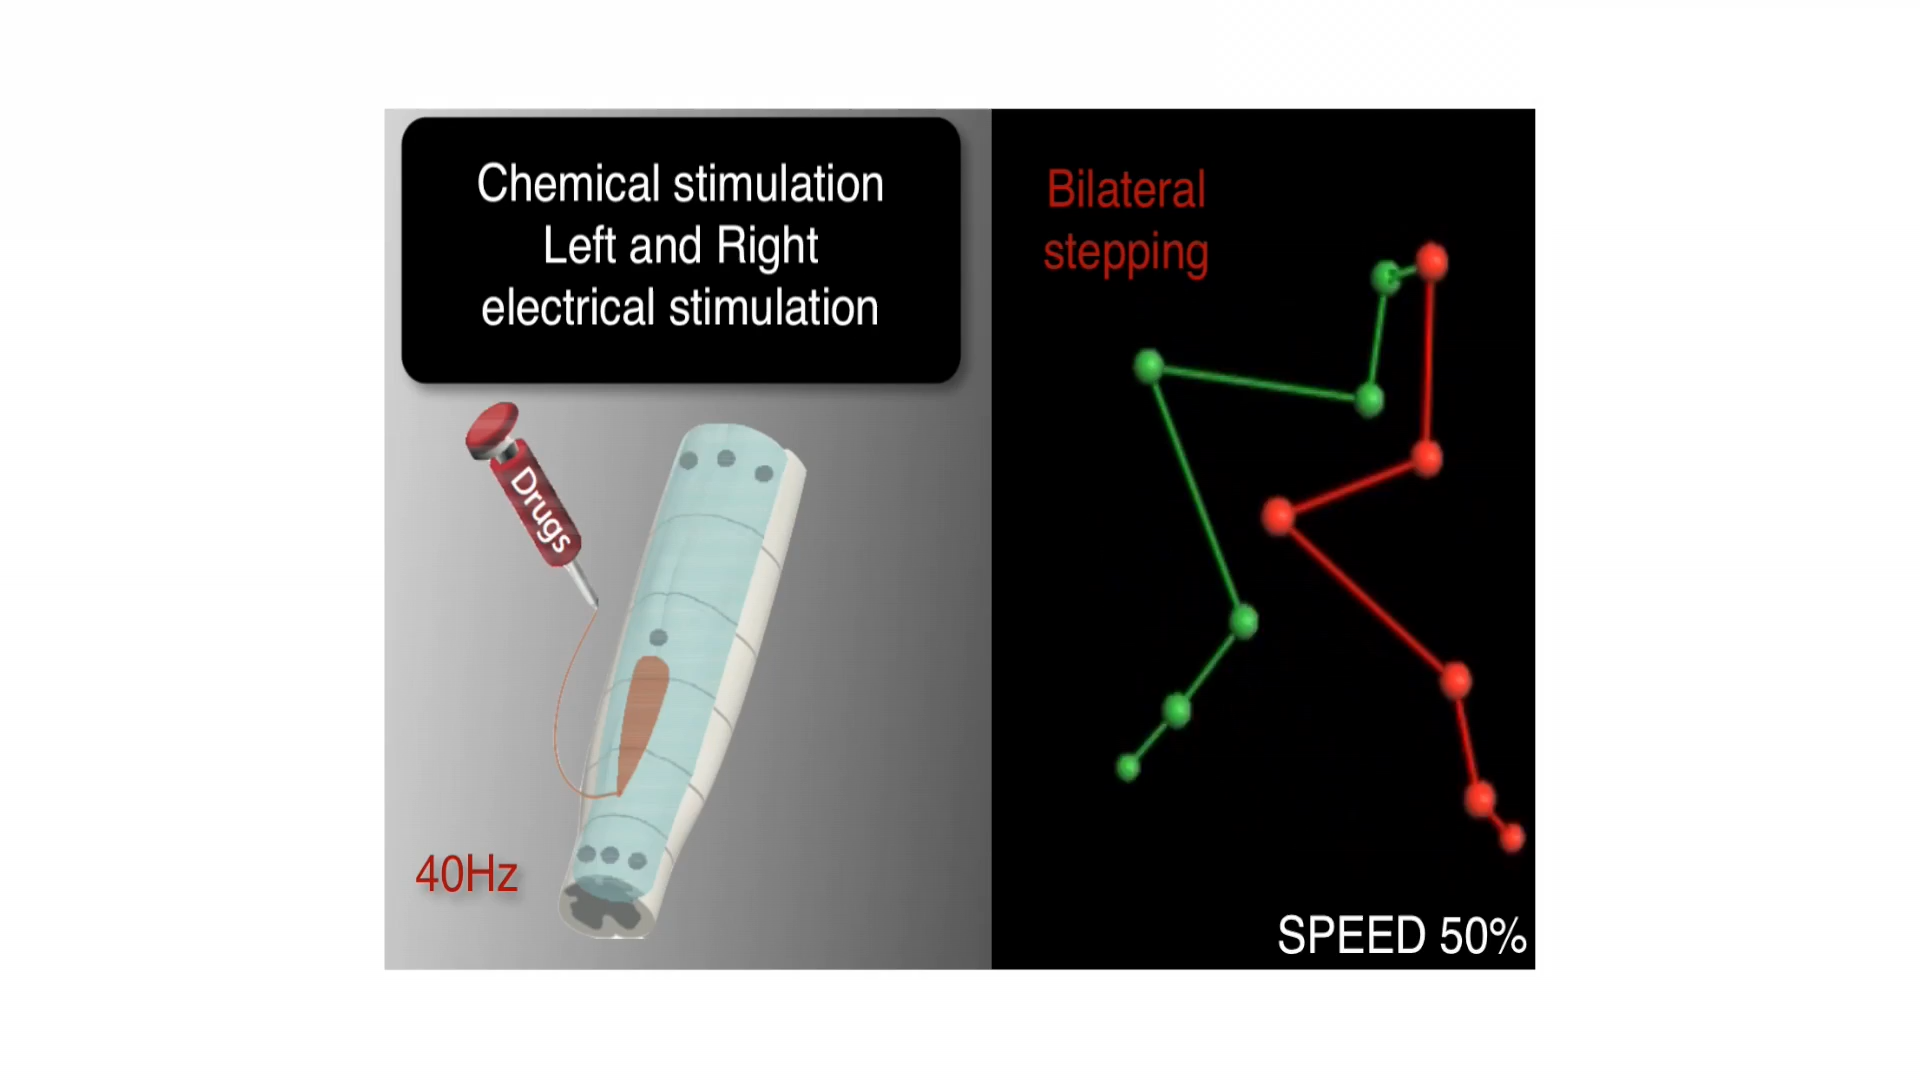 Chemical stimulation
Left and Right
electrical stimulation
Drugs
40Hz
Bilateral
stepping
SPEED 50%